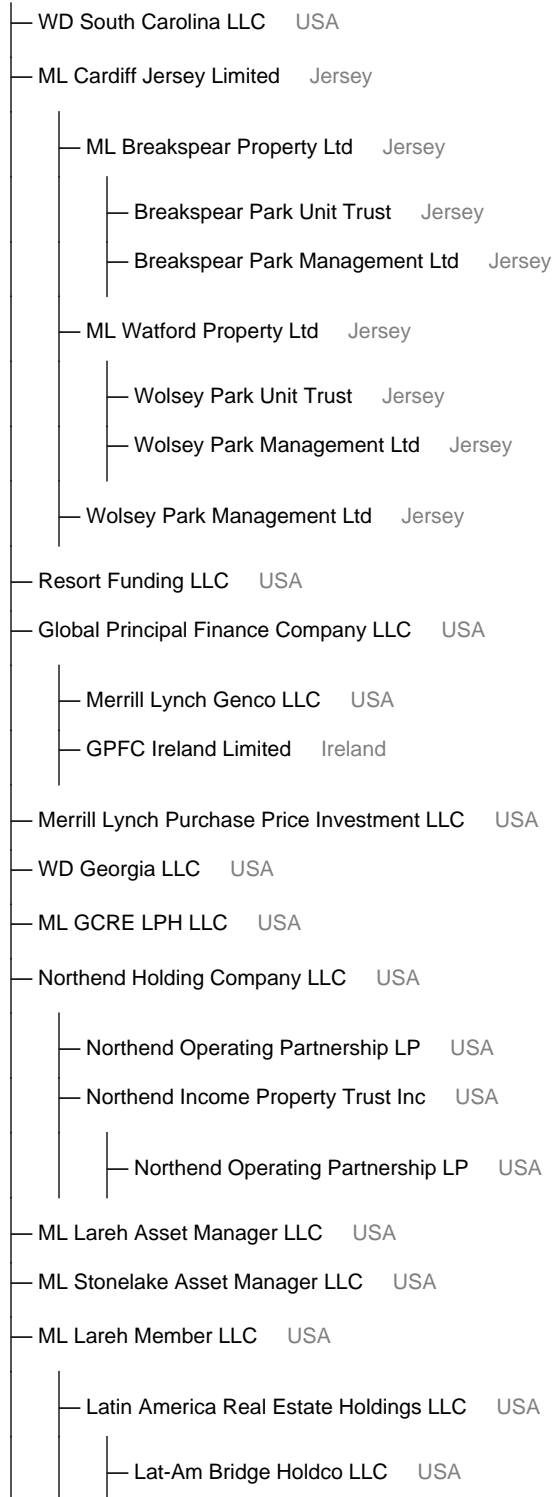 WD South Carolina LLC USA
ML Cardiff Jersey Limited Jersey
ML Breakspear Property Ltd Jersey
Breakspear Park Unit Trust Jersey
Breakspear Park Management Ltd Jersey
ML Watford Property Ltd Jersey
Wolsey Park Unit Trust Jersey
Wolsey Park Management Ltd Jersey
Wolsey Park Management Ltd Jersey
Resort Funding LLC USA
Global Principal Finance Company LLC USA
Merrill Lynch Genco LLC USA
GPFC Ireland Limited Ireland
Merrill Lynch Purchase Price Investment LLC USA
WD Georgia LLC USA
ML GCRE LPH LLC USA
Northend Holding Company LLC USA
Northend Operating Partnership LP USA
Northend Income Property Trust Inc USA
Northend Operating Partnership LP USA
ML Lareh Asset Manager LLC USA
ML Stonelake Asset Manager LLC USA
ML Lareh Member LLC USA
Latin America Real Estate Holdings LLC USA
Lat-Am Bridge Holdco LLC USA